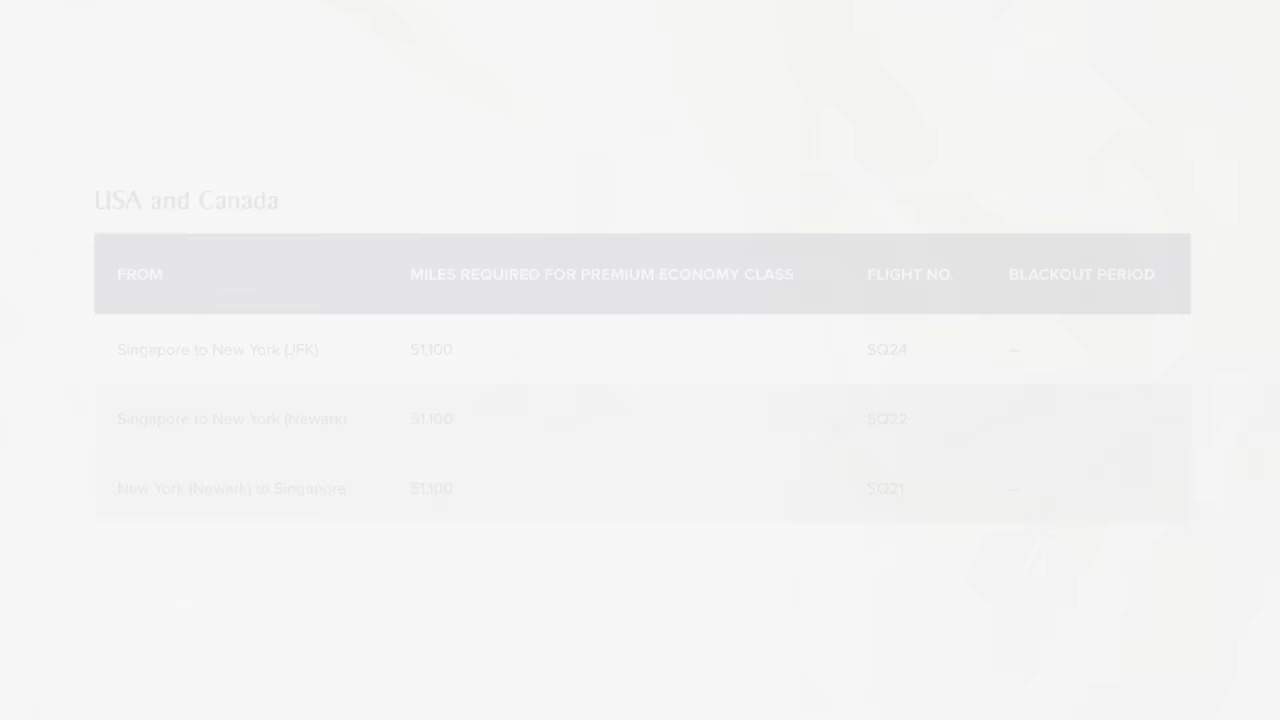 USA and Canada
FROM MILES REQUIRED FOR PREMIUM ECONOMY CLASS FLIGHT NO. BLACKOUT PERIOD
Singapore to New York (JFK) 51,100 SQ24 –
Singapore to New York (Newark) 51,100 SQ22
New York (Newark) to Singapore 51,100 SQ21 –